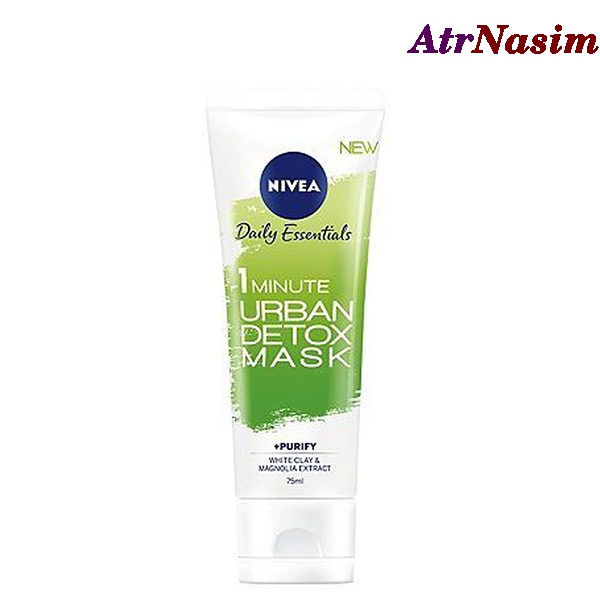 AtrNasim
NEW
NIVEA
Daily Essentials
1 MINUTE
URBAN
DETOX
MASK
+PURIFY
WHITE CLAY &
MAGNOLIA EXTRACT
75ml